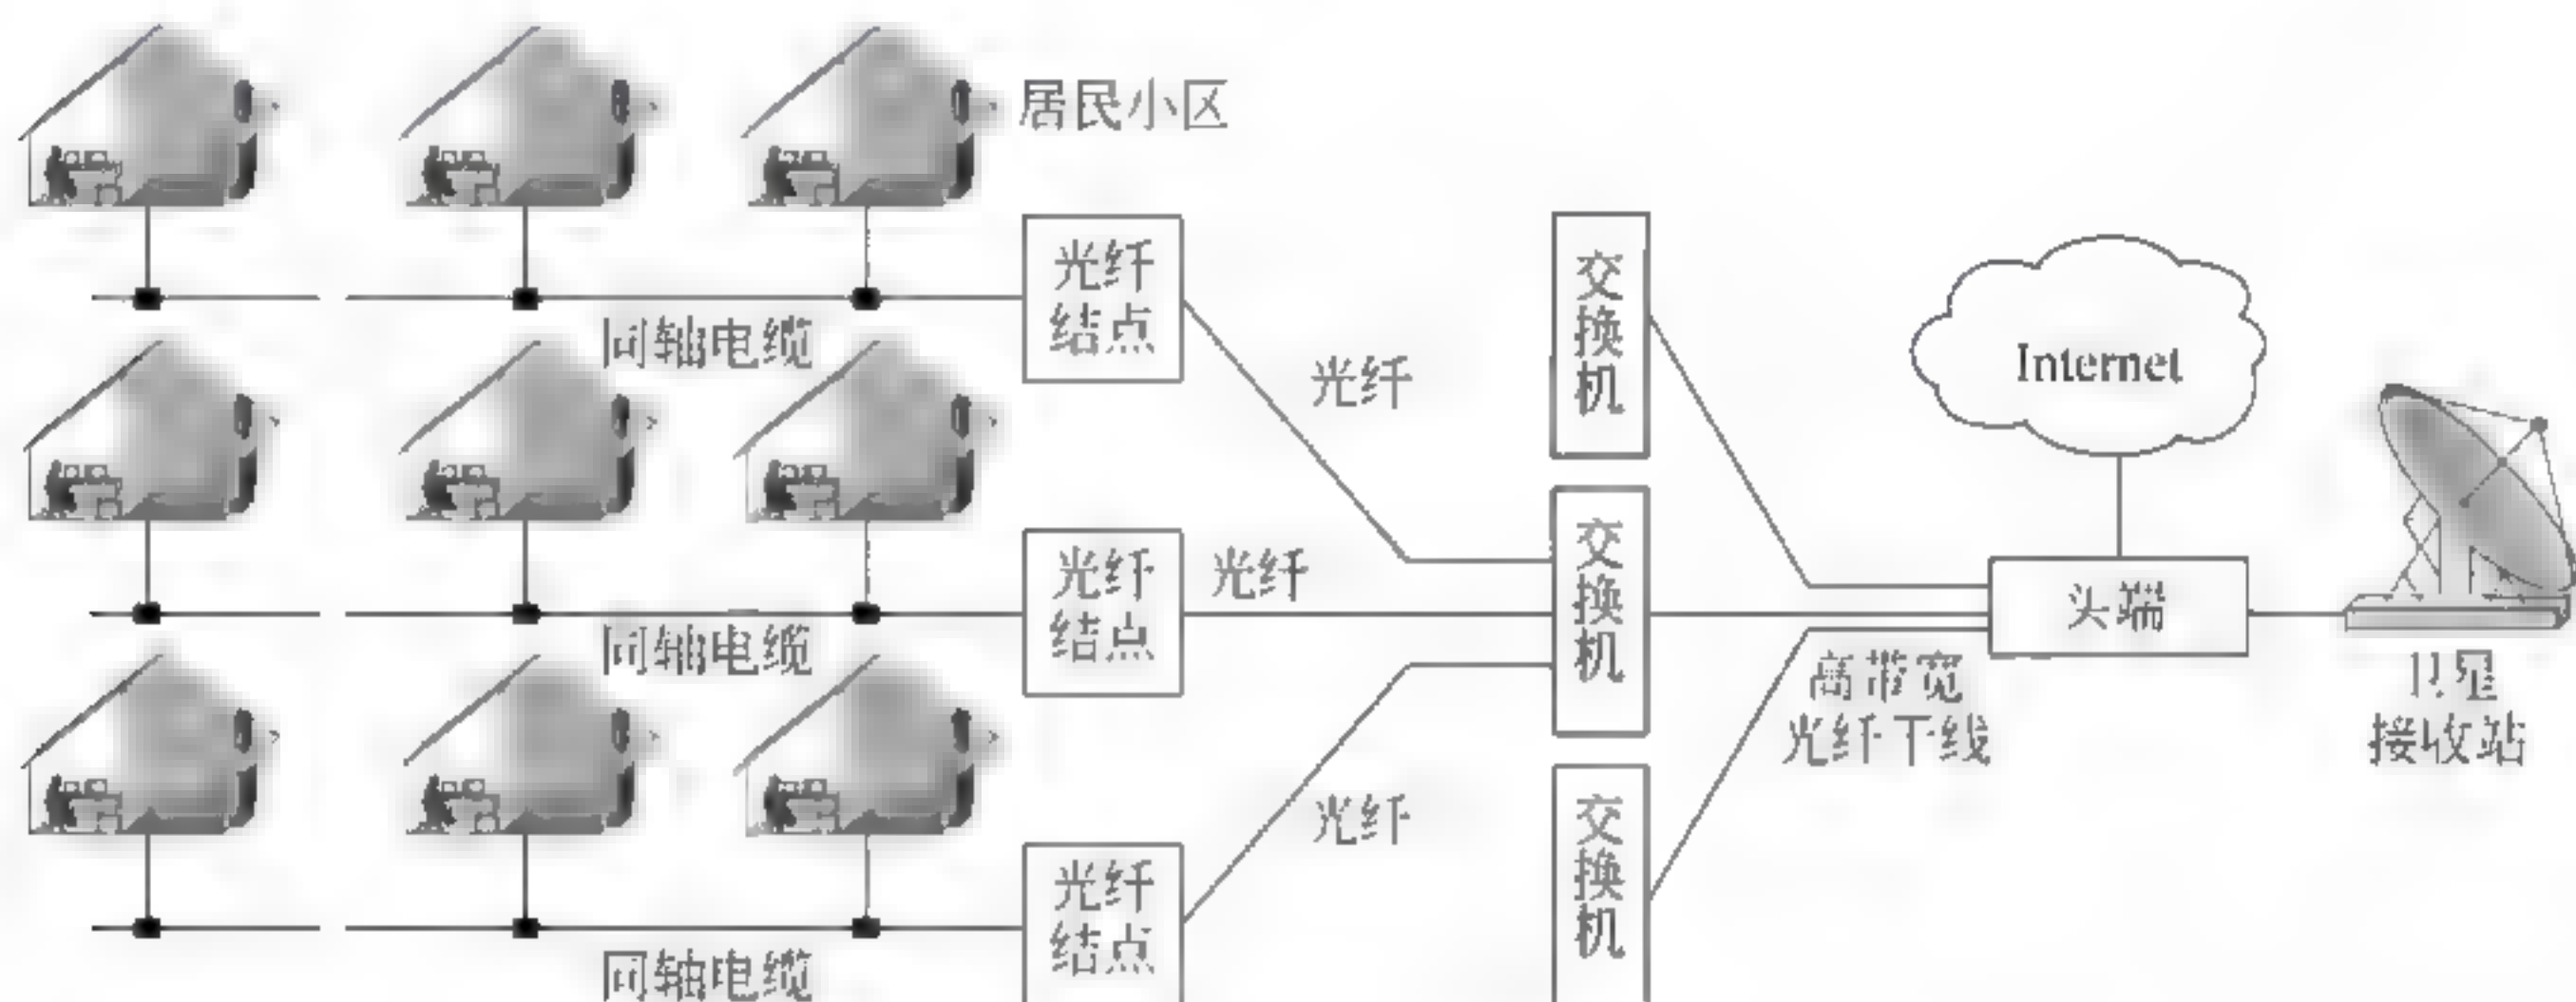 居民小区
光纤
结点
同轴电缆
光纤
交
换
机
Internet
光纤
结点
光纤
同轴电缆
交
换
机
头端
高带宽
光纤干线
卫星
接收站
光纤
结点
光纤
同轴电缆
交
换
机